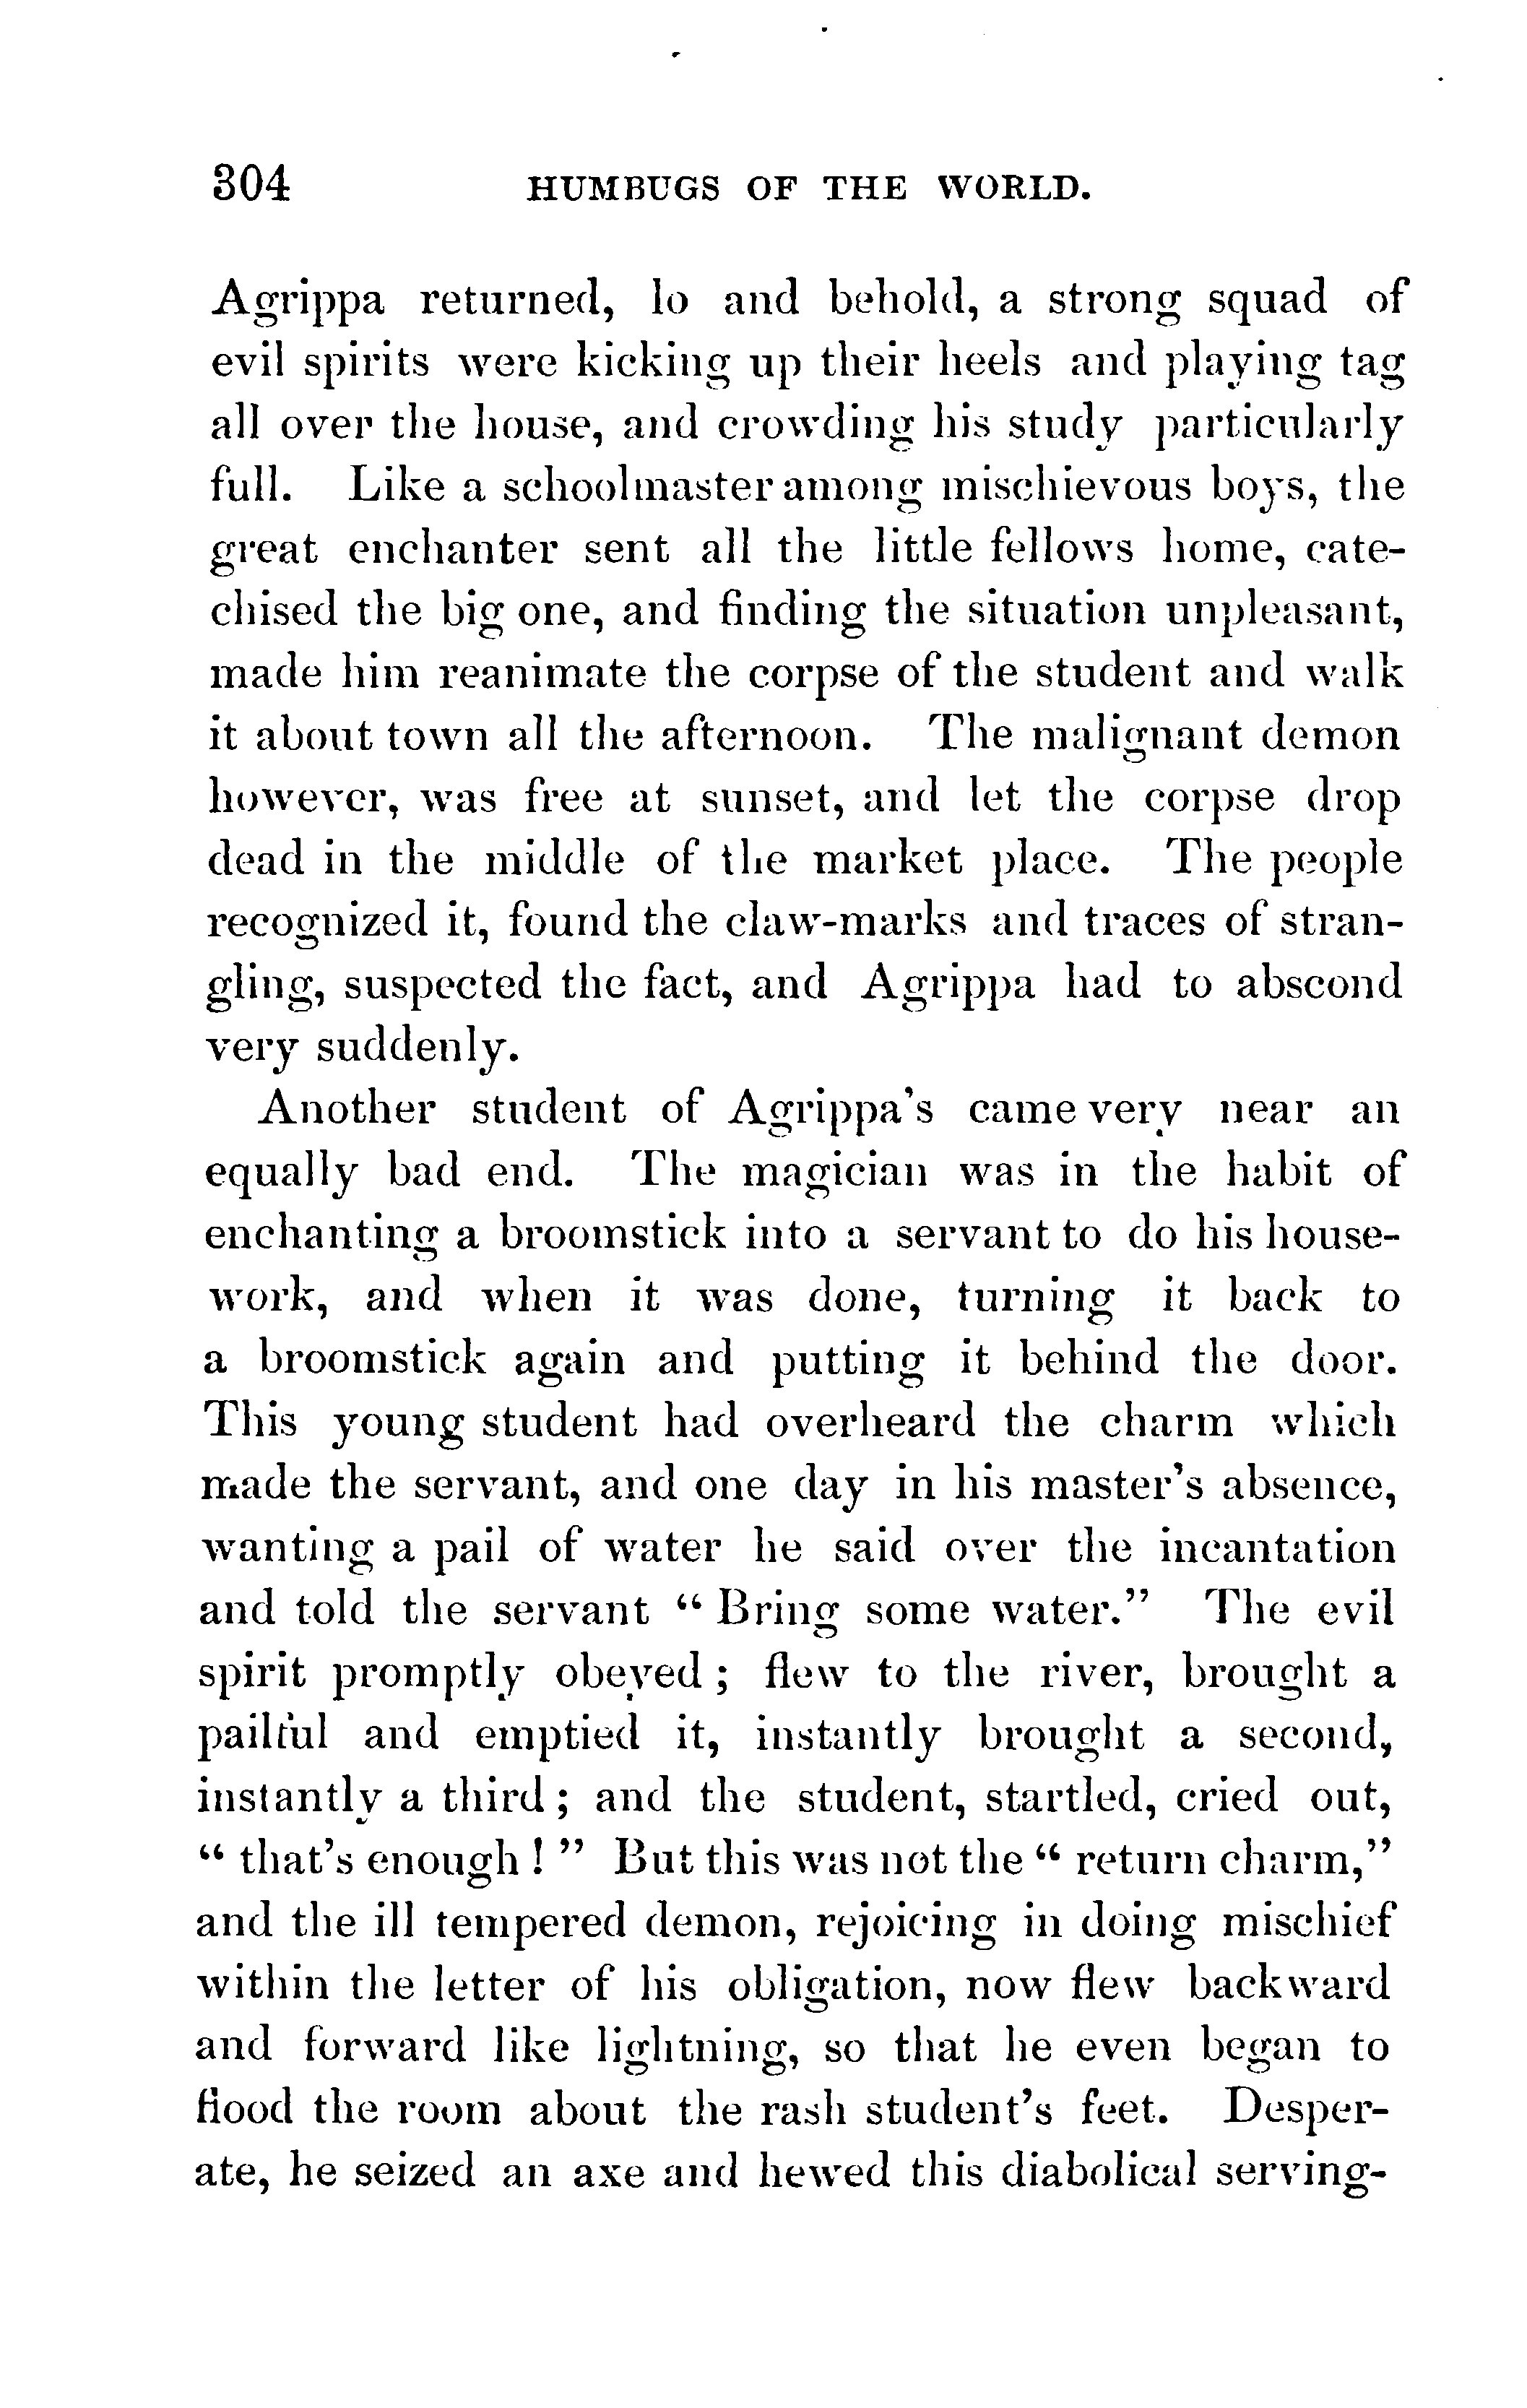 304 HUMBUGS OF THE WORLD.
Agrippa returned, lo and behold, a strong squad of
evil spirits were kicking up their heels and playing tag
all over the house, and crowding his study particularly
full. Like a schoolmaster among mischievous boys, the
great enchanter sent all the little fellows home, cate-
chised the big one, and finding the situation unpleasant,
made him reanimate the corpse of the student and walk
it about town all the afternoon. The malignant demon
however, was free at sunset, and let the corpse drop
dead in the middle of the market place. The people
recognized it, found the claw-marks and traces of stran-
gling, suspected the fact, and Agrippa had to abscond
very suddenly.
Another student of Agrippa's came very near an
equally bad end. The magician was in the habit of
enchanting a broomstick into a servant to do his house-
work, and when it was done, turning it back to
a broomstick again and putting it behind the door.
This young student had overheard the charm which
made the servant, and one day in his master's absence,
wanting a pail of water he said over the incantation
and told the servant “ Bring some water.” The evil
spirit promptly obeyed ; flew to the river, brought a
pailful and emptied it, instantly brought a second,
instantly a third ; and the student, startled, cried out,
“ that's enough ! ” But this was not the “ return charm,”
and the ill tempered demon, rejoicing in doing mischief
within the letter of his obligation, now flew backward
and forward like lightning, so that he even began to
flood the room about the rash student's feet. Desper-
ate, he seized an axe and hewed this diabolical serving-